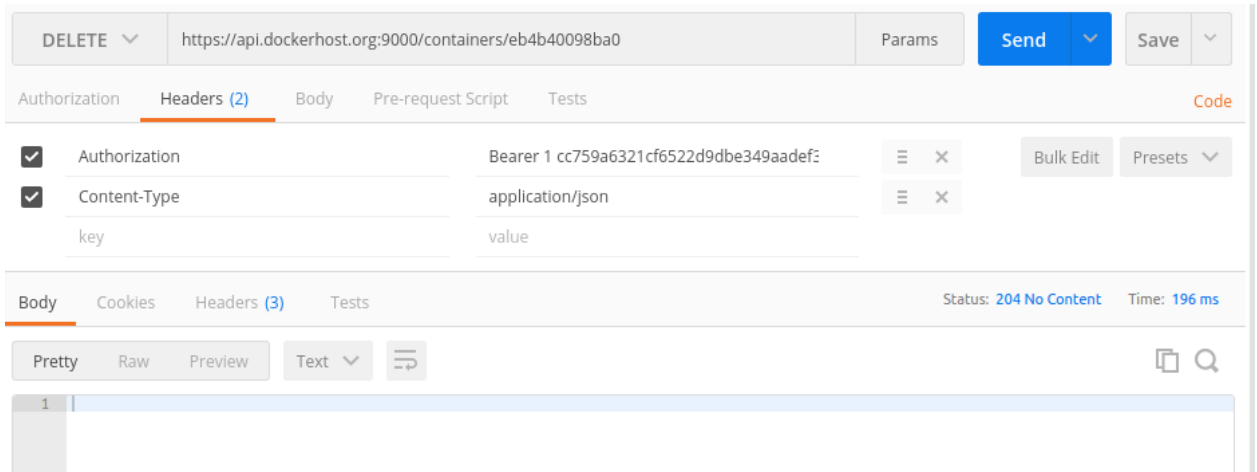 DELETE https://api.dockerhost.org:9000/containers/eb4b40098ba0 Params Send Save
Authorization Headers (2) Body Pre-request Script Tests Code
Authorization Bearer 1 cc759a6321cf6522d9dbe349aadef3 Bulk Edit Presets
Content-Type application/json
key value
Body Cookies Headers (3) Tests Status: 204 No Content Time: 196 ms
Pretty Raw Preview Text
1